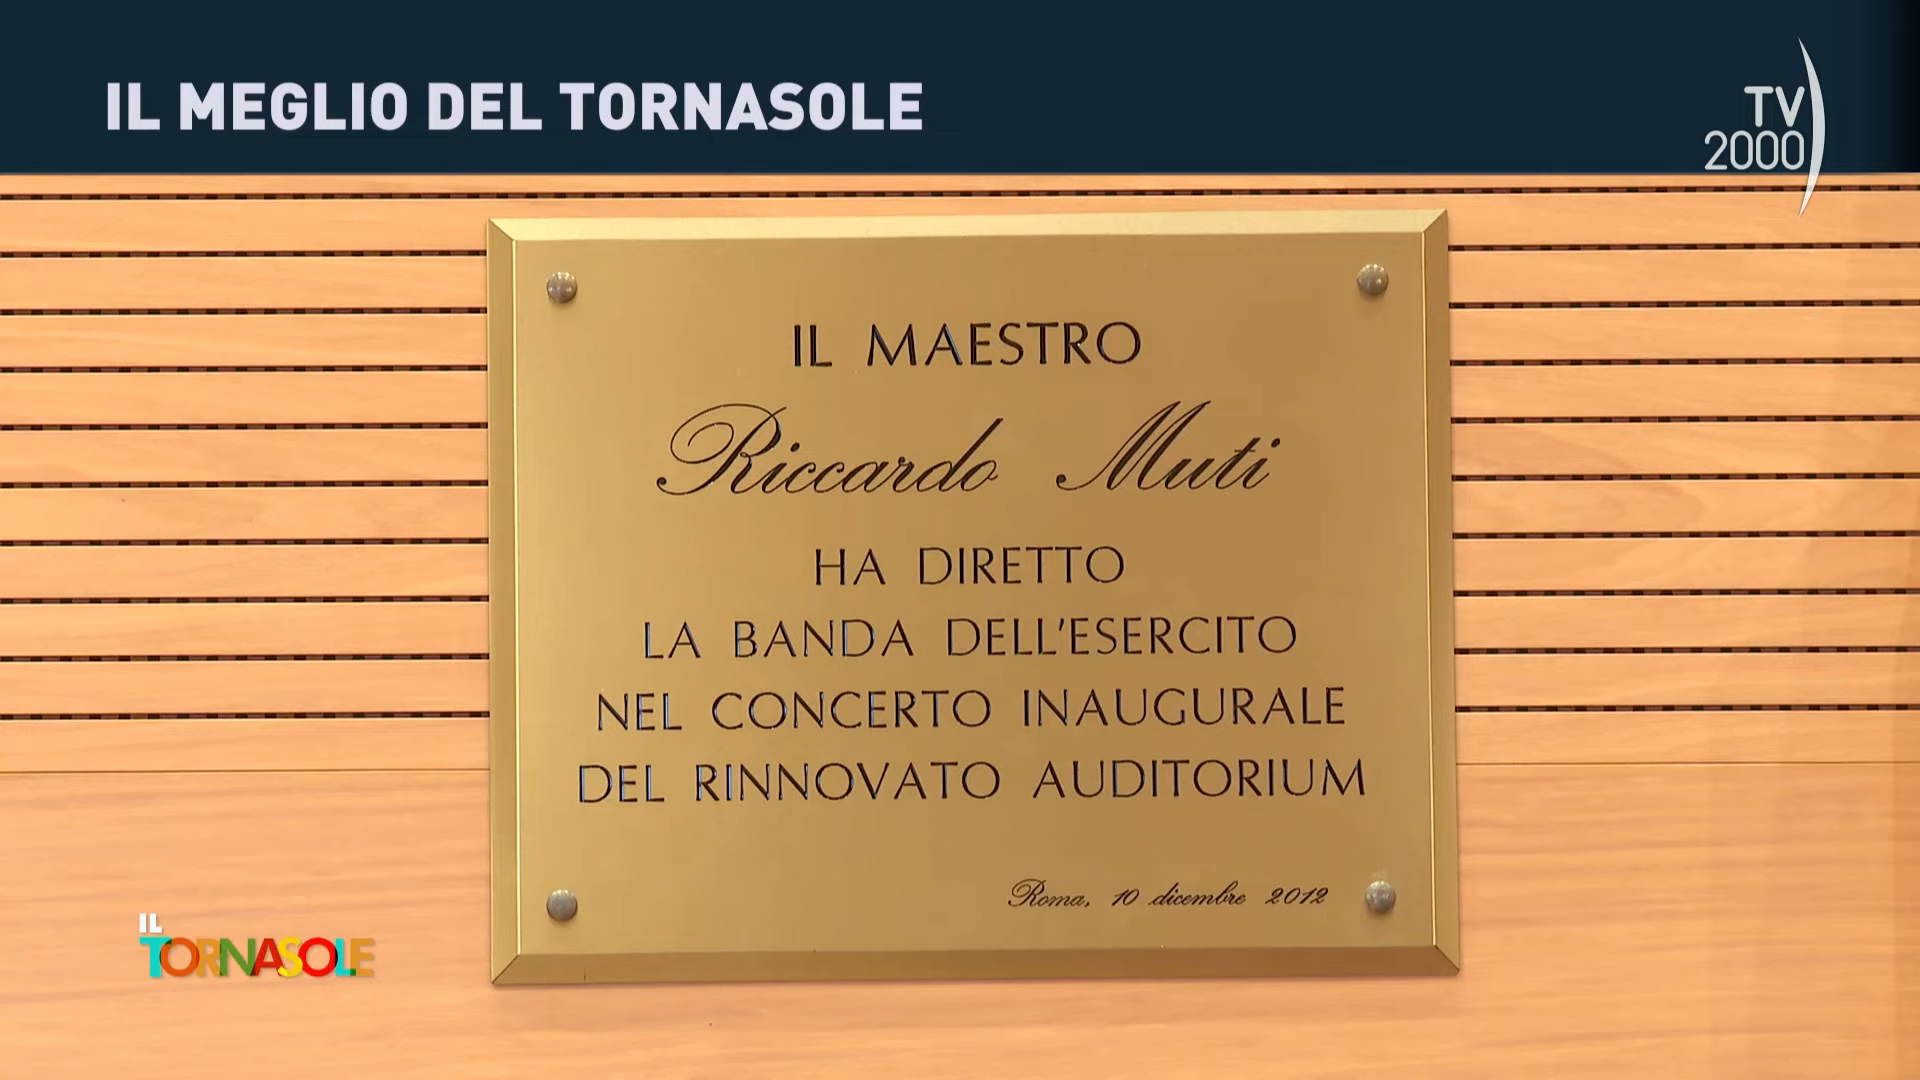 IL MEGLIO DEL TORNASOLE
TV
2000
IL MAESTRO
Riccardo Muti
HA DIRETTO
LA BANDA DELL'ESERCITO
NEL CONCERTO INAUGURALE
DEL RINNOVATO AUDITORIUM
Roma, 10 dicembre 2012
IL
TORNASOLE